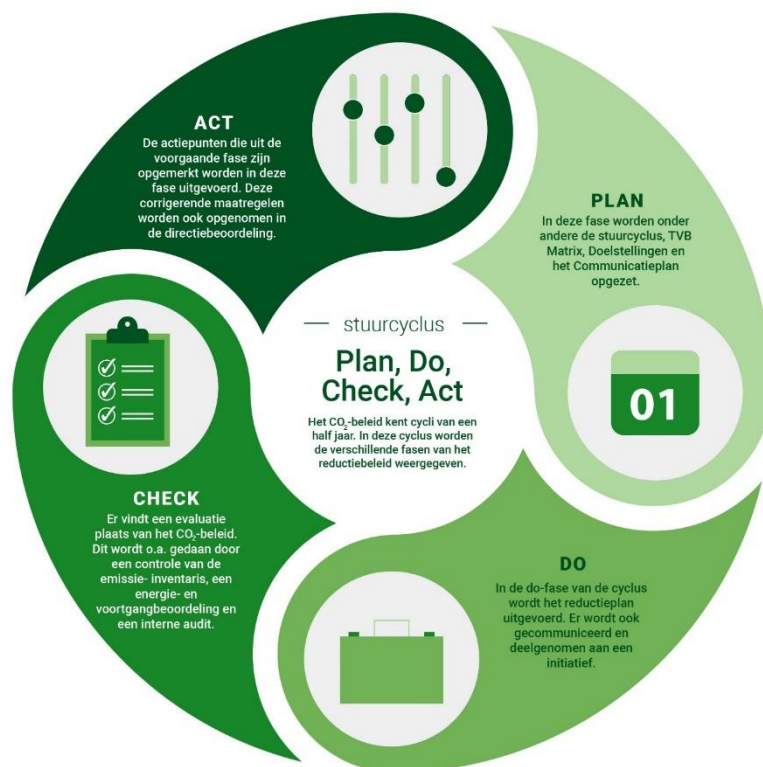 ACT
De actiepunten die uit de
voorgaande fase zijn
opgemerkt worden in deze
fase uitgevoerd. Deze
corrigerende maatregelen
worden ook opgenomen in
de directiebeoordeling.
PLAN
In deze fase worden onder
andere de stuurcyclus, TVB
Matrix, Doelstellingen en
het Communicatieplan
opgezet.
stuurcyclus
Plan, Do,
Check, Act
Het CO₂-beleid kent cycli van een
half jaar. In deze cyclus worden
de verschillende fasen van het
reductiebeleid weergegeven.
01
CHECK
Er vindt een evaluatie
plaats van het CO₂-beleid.
Dit wordt o.a. gedaan door
een controle van de
emissie- inventaris, een
energie- en
voortgangbeoordeling en
een interne audit.
DO
In de do-fase van de cyclus
wordt het reductieplan
uitgevoerd. Er wordt ook
gecommuniceerd en
deelgenomen aan een
initiatief.